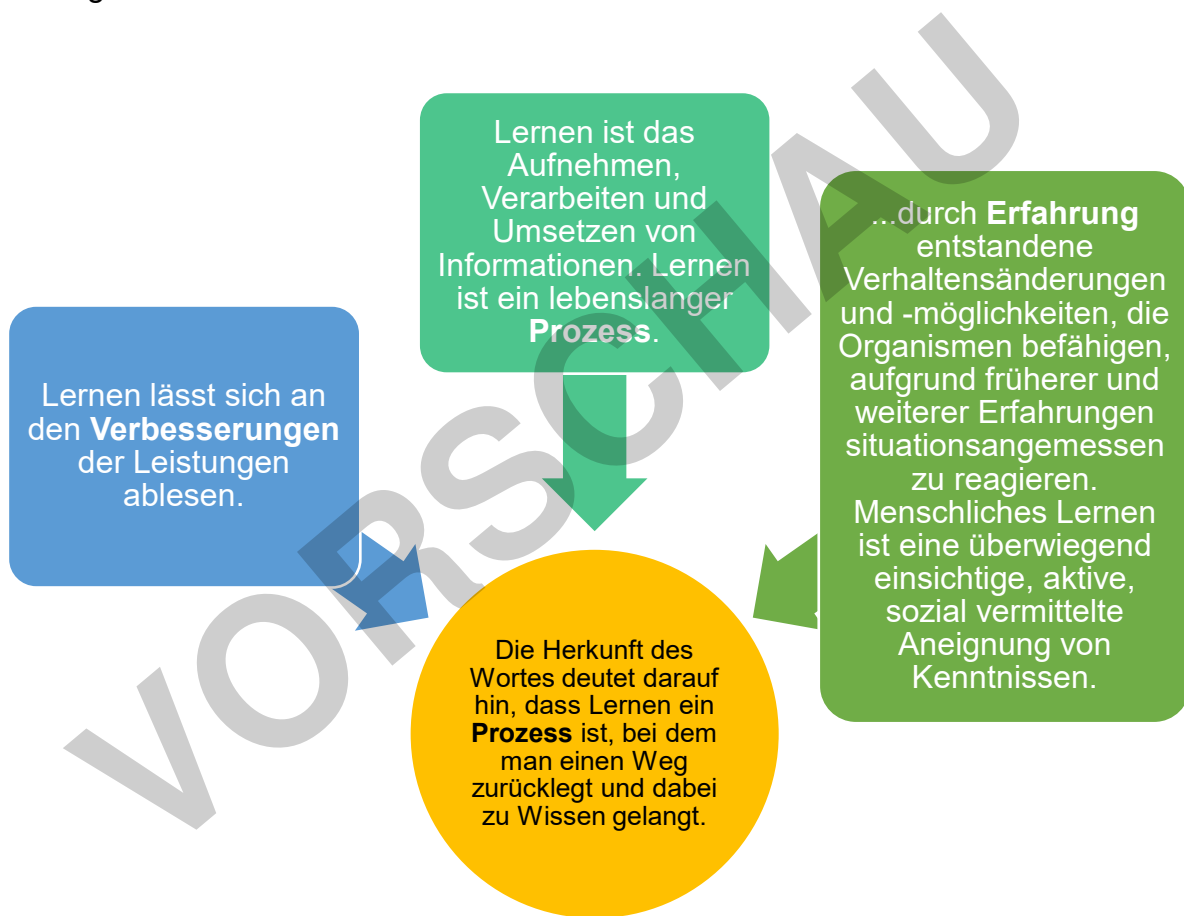 Lernen ist das
Aufnehmen,
Verarbeiten und
Umsetzen von
Informationen. Lernen
ist ein lebenslanger
Prozess.
...durch Erfahrung
entstandene
Verhaltensänderungen
und -möglichkeiten, die
Organismen befähigen,
aufgrund früherer und
weiterer Erfahrungen
situationsangemessen
zu reagieren.
Menschliches Lernen
ist eine überwiegend
einsichtige, aktive,
sozial vermittelte
Aneignung von
Kenntnissen.
Lernen lässt sich an
den Verbesserungen
der Leistungen
ablesen.
Die Herkunft des
Wortes deutet darauf
hin, dass Lernen ein
Prozess ist, bei dem
man einen Weg
zurücklegt und dabei
zu Wissen gelangt.
VORSCHAU